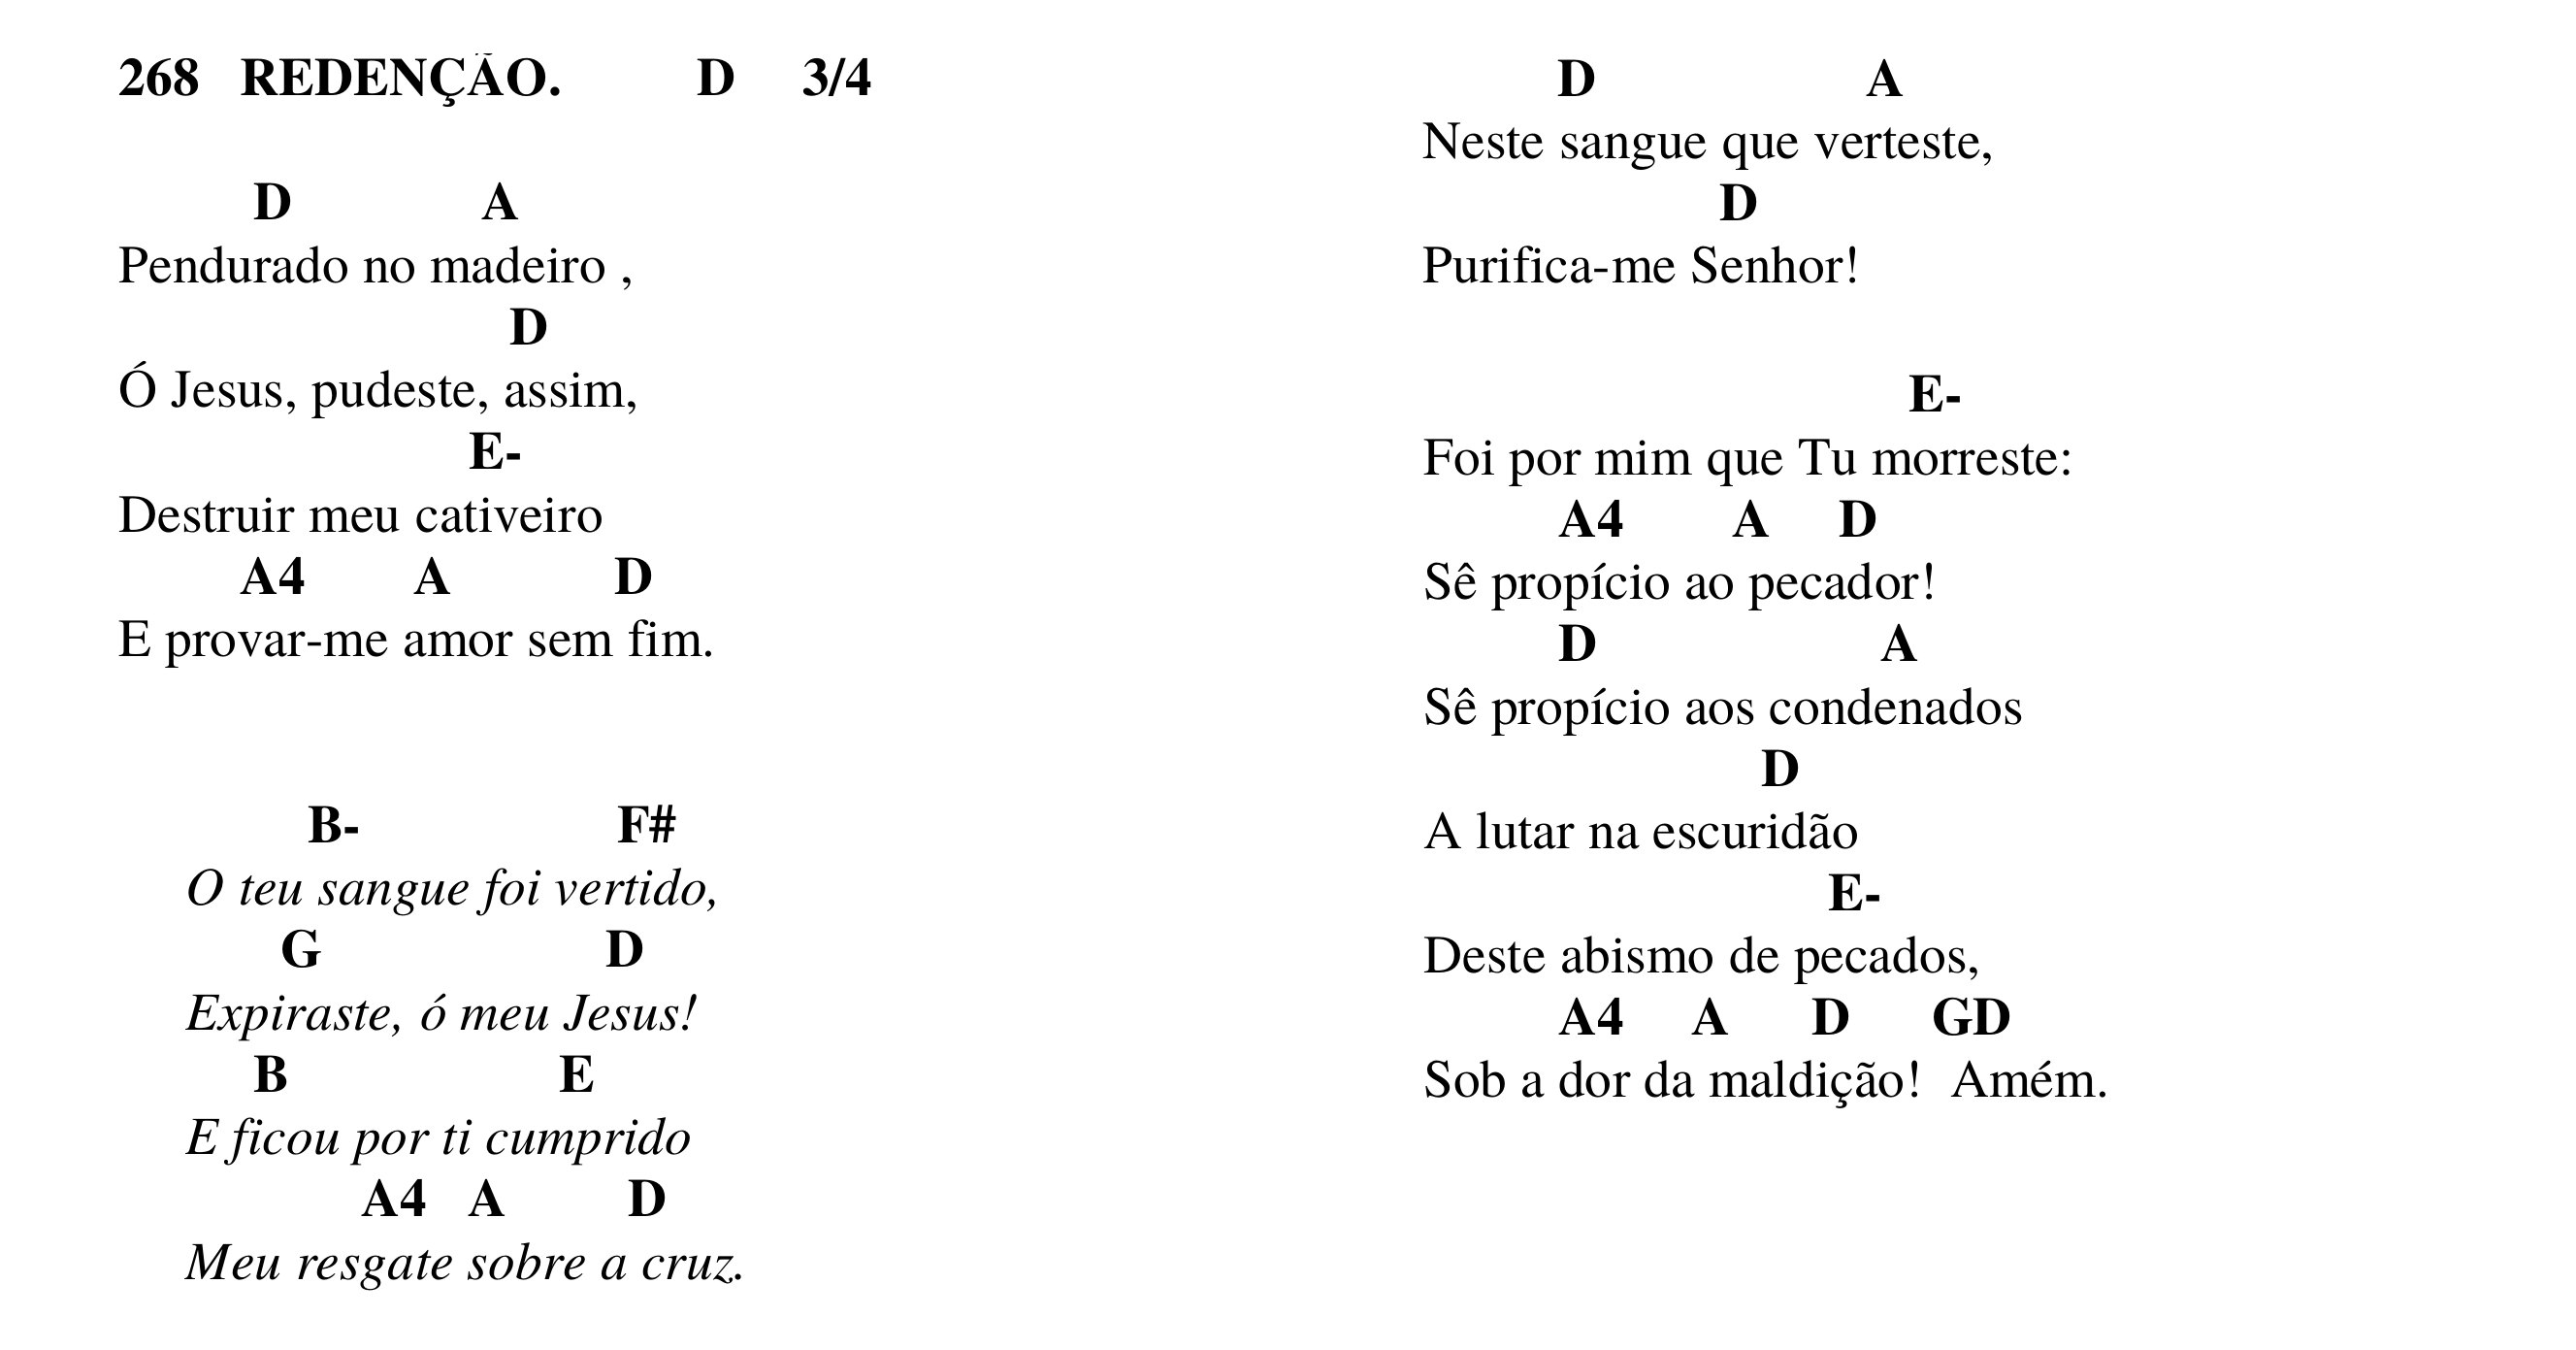 268 REDENÇÃO. D 3/4
D A
Pendurado no madeiro ,
D
Ó Jesus, pudeste, assim,
E-
Destruir meu cativeiro
A4 A D
E provar-me amor sem fim.
B- F#
O teu sangue foi vertido,
G D
Expiraste, ó meu Jesus!
B E
E ficou por ti cumprido
A4 A D
Meu resgate sobre a cruz.
D A
Neste sangue que verteste,
D
Purifica-me Senhor!
E-
Foi por mim que Tu morreste:
A4 A D
Sê propício ao pecador!
D A
Sê propício aos condenados
D
A lutar na escuridão
E-
Deste abismo de pecados,
A4 A D GD
Sob a dor da maldição! Amém.